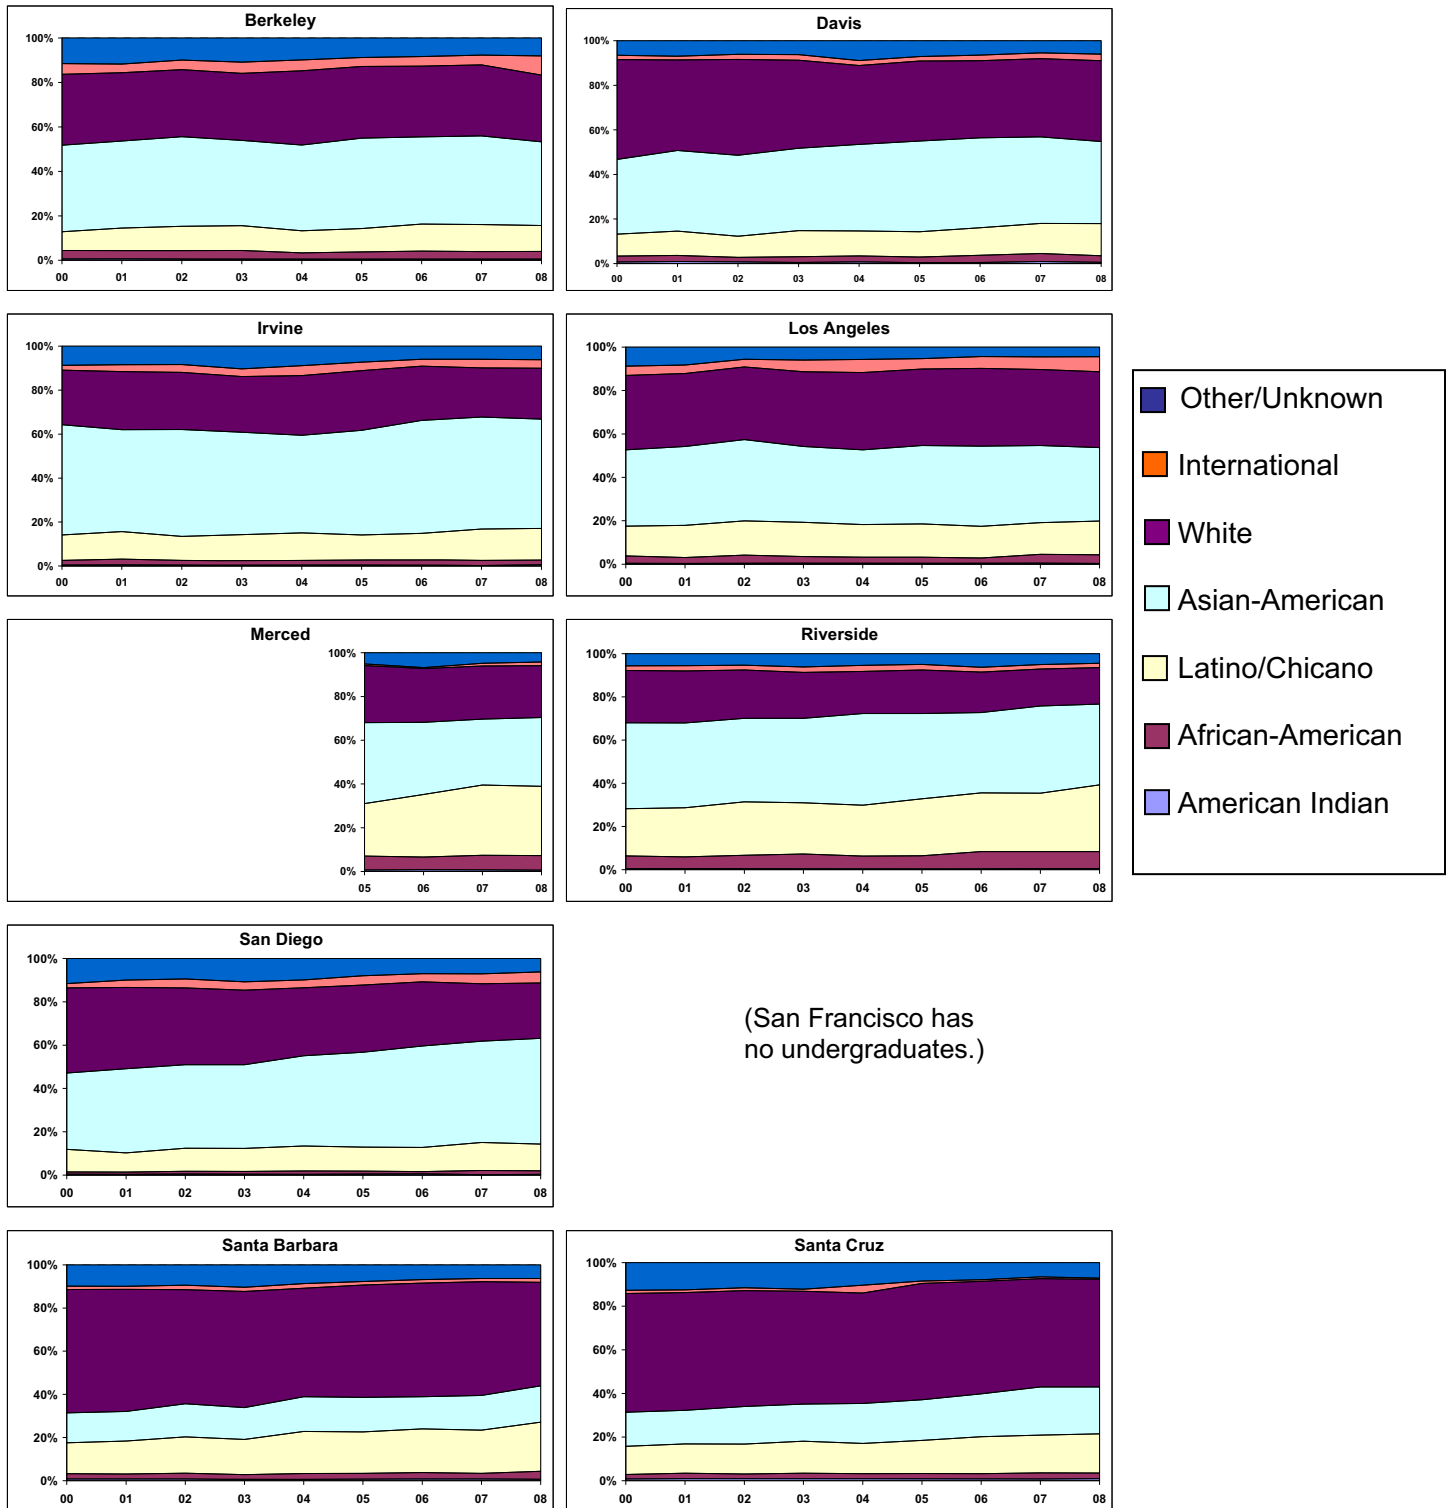 Berkeley
100%
80%
60%
40%
20%
0%
00 01 02 03 04 05 06 07 08
Davis
100%
80%
60%
40%
20%
0%
00 01 02 03 04 05 06 07 08
Irvine
100%
80%
60%
40%
20%
0%
00 01 02 03 04 05 06 07 08
Los Angeles
100%
80%
60%
40%
20%
0%
00 01 02 03 04 05 06 07 08
Other/Unknown
International
White
Asian-American
Latino/Chicano
African-American
American Indian
Merced
100%
80%
60%
40%
20%
0%
05 06 07 08
Riverside
100%
80%
60%
40%
20%
0%
00 01 02 03 04 05 06 07 08
San Diego
100%
80%
60%
40%
20%
0%
00 01 02 03 04 05 06 07 08
(San Francisco has
no undergraduates.)
Santa Barbara
100%
80%
60%
40%
20%
0%
00 01 02 03 04 05 06 07 08
Santa Cruz
100%
80%
60%
40%
20%
0%
00 01 02 03 04 05 06 07 08